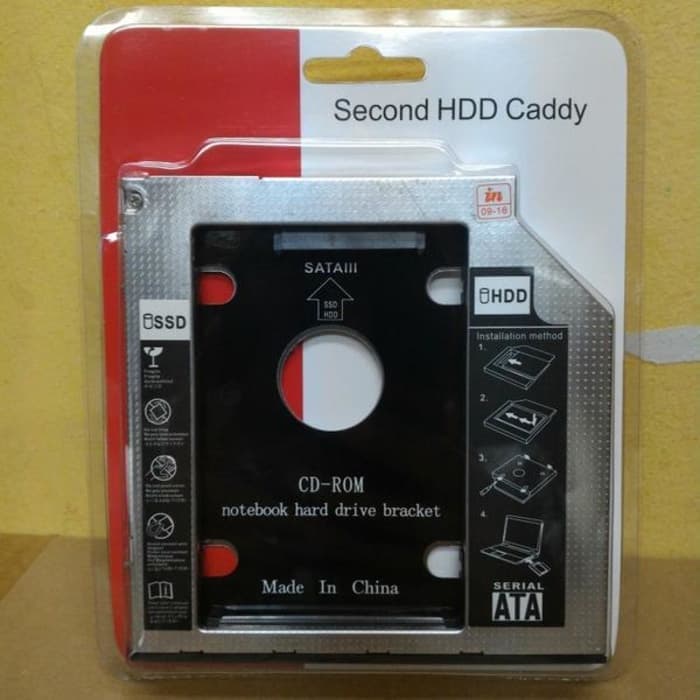 Second HDD Caddy
in
09-16
SATAIII
SSD
HDD
HDD
SSD
Installation method
1.
2.
3.
4.
CD-ROM
notebook hard drive bracket
Made In China
SERIAL
ATA